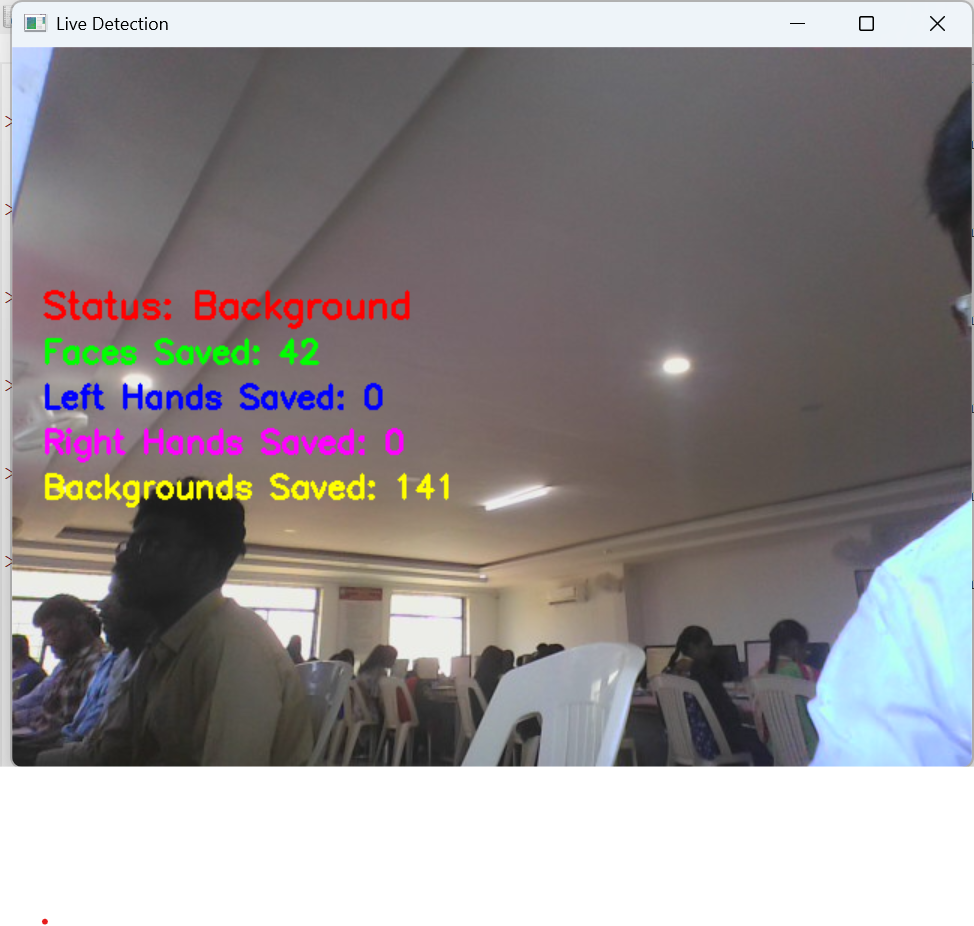 Live Detection
Status: Background
Faces Saved: 42
Left Hands Saved: 0
Right Hands Saved: 0
Backgrounds Saved: 141